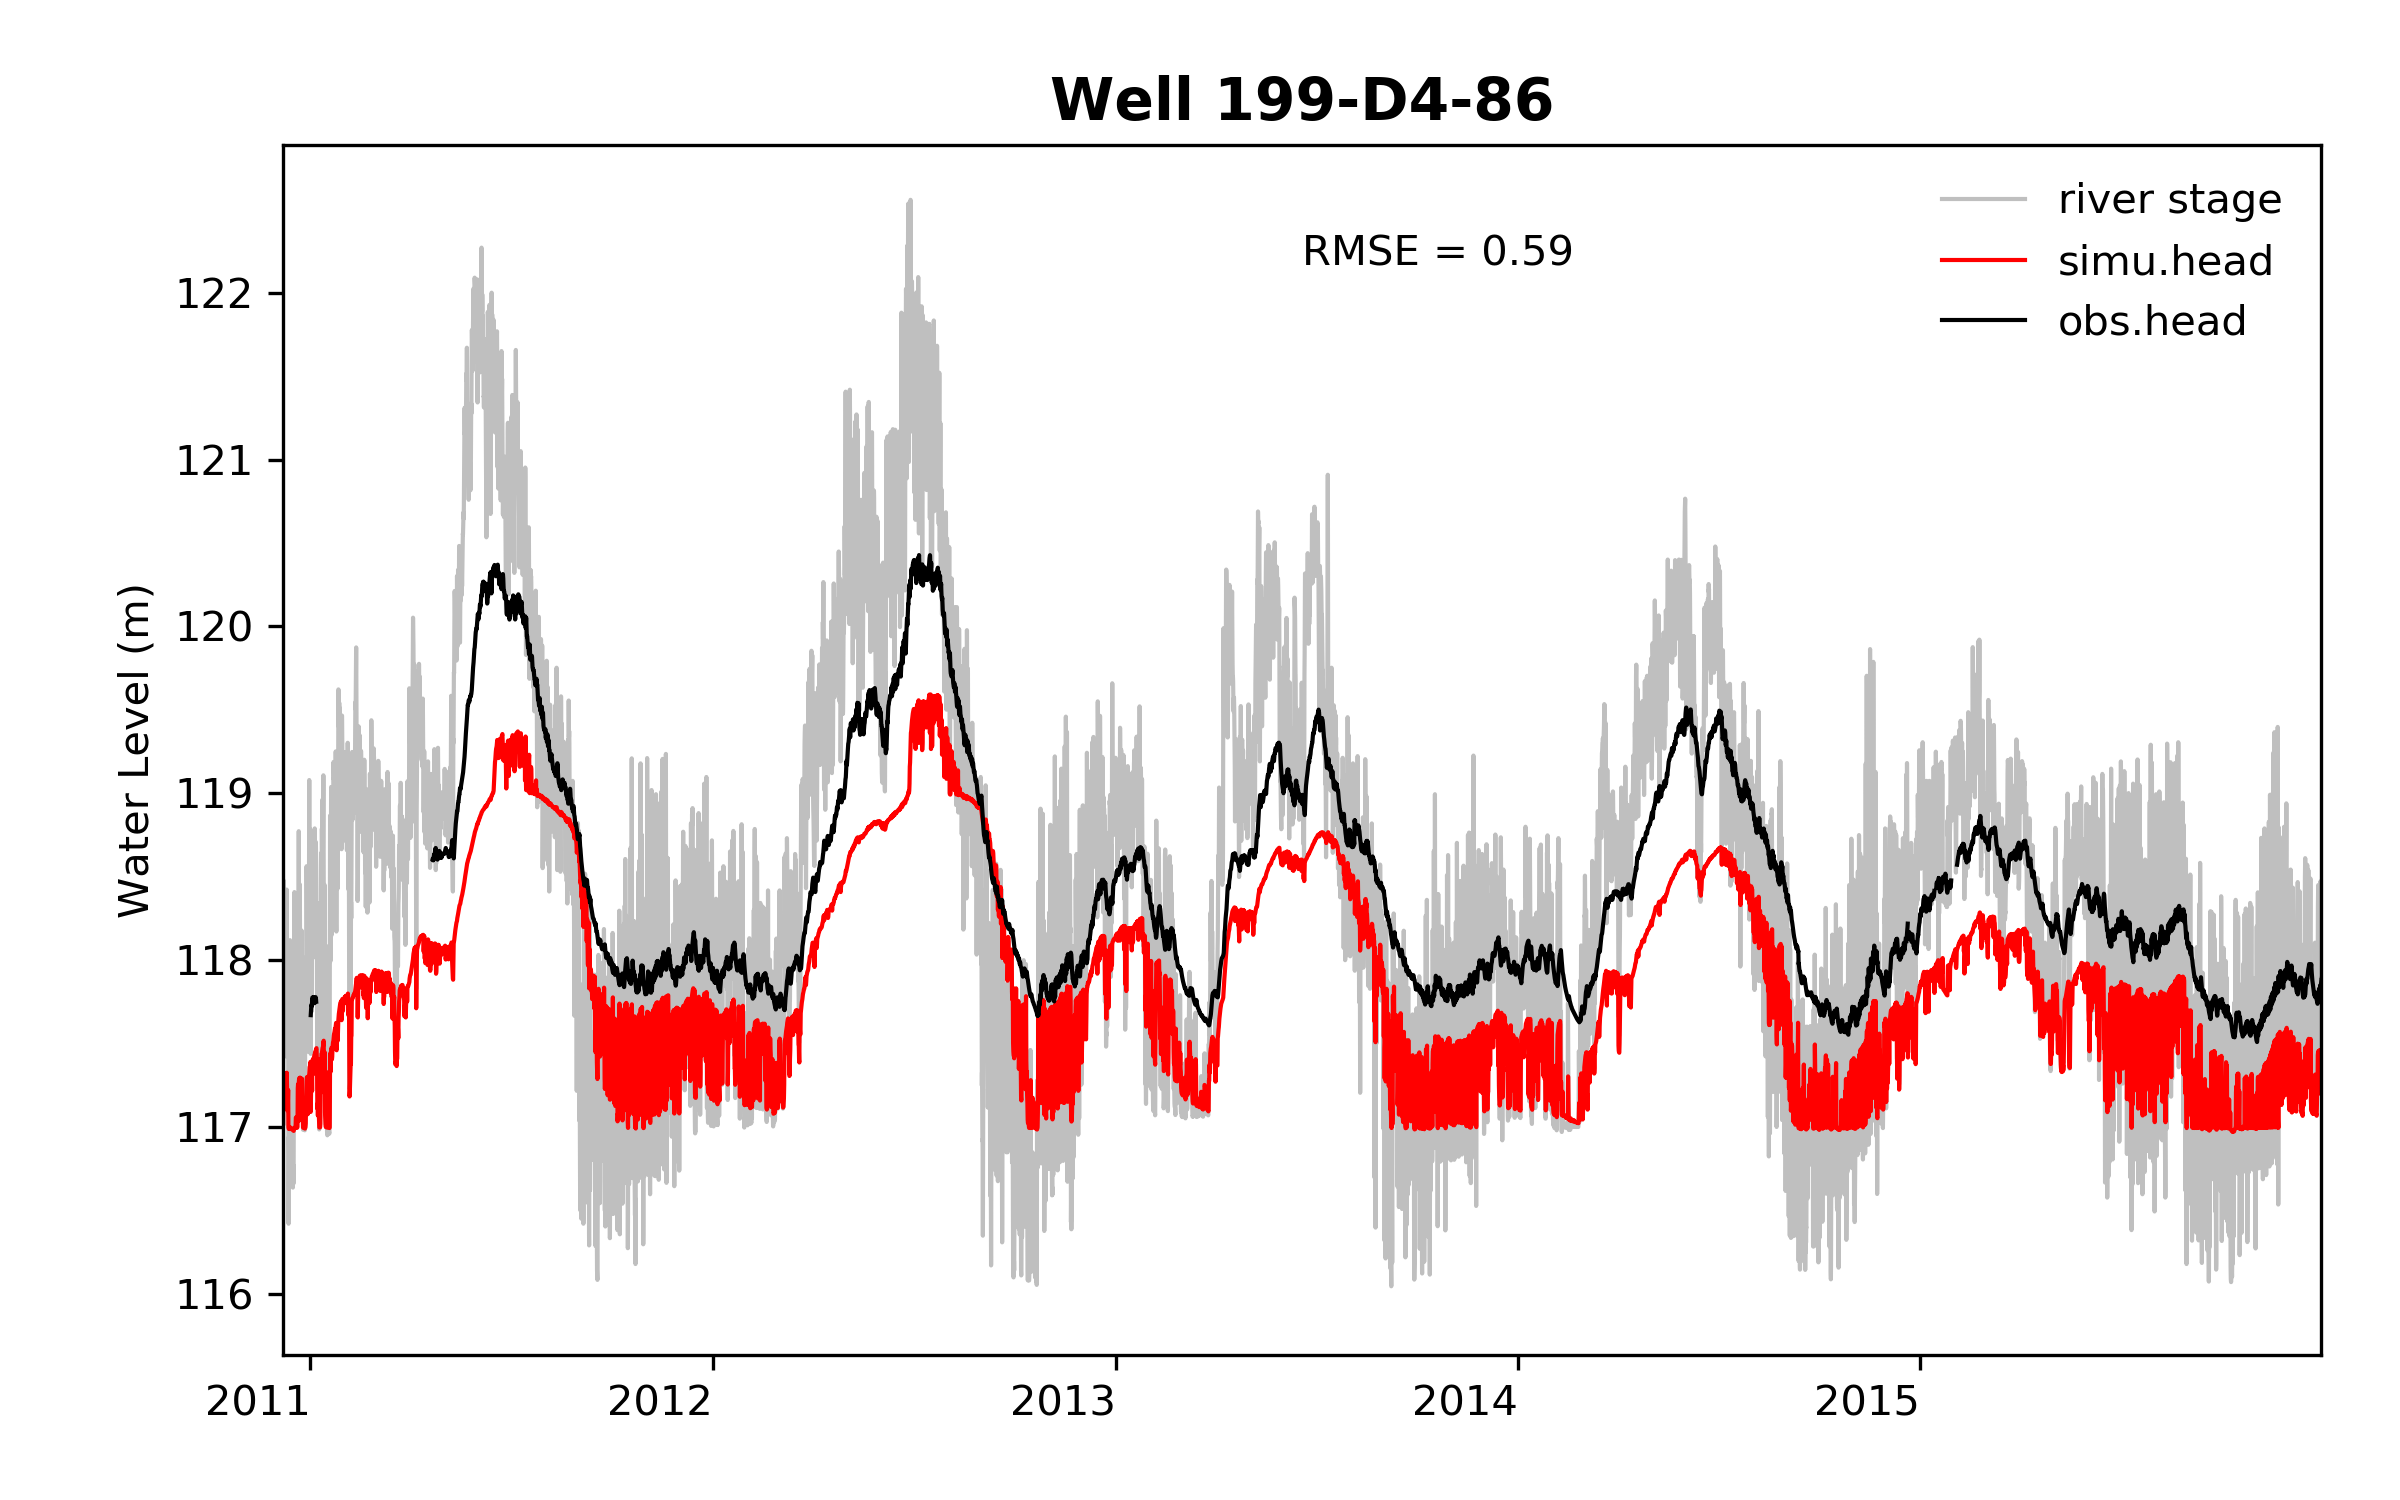 Well 199-D4-86
RMSE = 0.59
river stage
simu.head
obs.head
Water Level (m)
122
121
120
119
118
117
116
2011
2012
2013
2014
2015